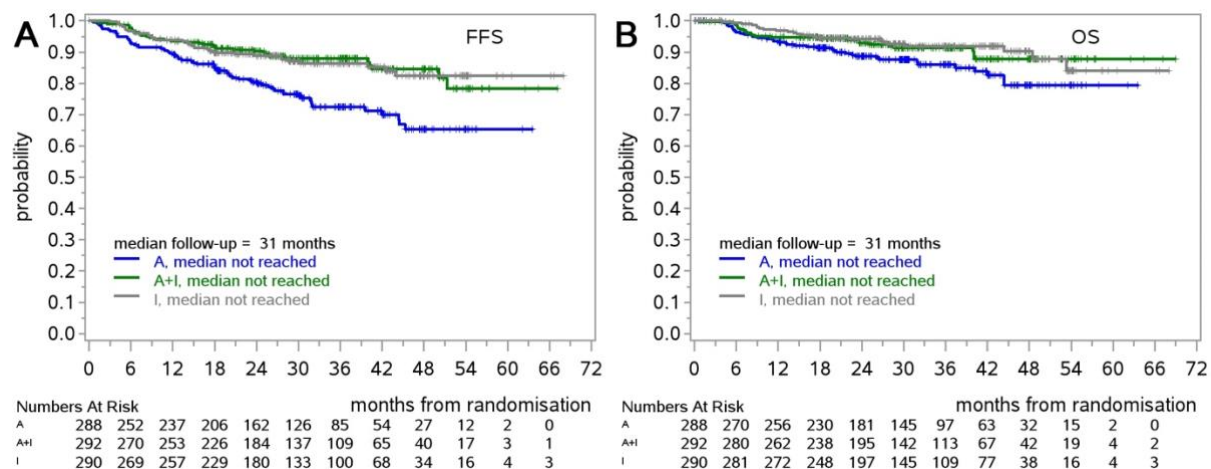 A
FFS
1.0
0.9
0.8
0.7
0.6
0.5
0.4
0.3
0.2
0.1
0.0
probability
median follow-up = 31 months
A, median not reached
A+I, median not reached
I, median not reached
0 6 12 18 24 30 36 42 48 54 60 66 72
Numbers At Risk months from randomisation
A 288 252 237 206 162 126 85 54 27 12 2 0
A+I 292 270 253 226 184 137 109 65 40 17 3 1
I 290 269 257 229 180 133 100 68 34 16 4 3
B
OS
1.0
0.9
0.8
0.7
0.6
0.5
0.4
0.3
0.2
0.1
0.0
probability
median follow-up = 31 months
A, median not reached
A+I, median not reached
I, median not reached
0 6 12 18 24 30 36 42 48 54 60 66 72
Numbers At Risk months from randomisation
A 288 270 256 230 181 145 97 63 32 15 2 0
A+I 292 280 262 238 195 142 113 67 42 19 4 2
I 290 281 272 248 197 145 109 77 38 16 4 3